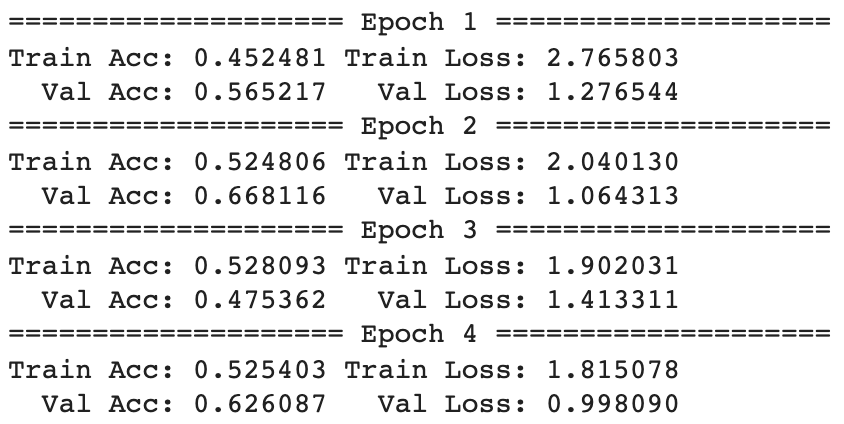 ==================== Epoch 1 ====================
Train Acc: 0.452481 Train Loss: 2.765803
  Val Acc: 0.565217   Val Loss: 1.276544
==================== Epoch 2 ====================
Train Acc: 0.524806 Train Loss: 2.040130
  Val Acc: 0.668116   Val Loss: 1.064313
==================== Epoch 3 ====================
Train Acc: 0.528093 Train Loss: 1.902031
  Val Acc: 0.475362   Val Loss: 1.413311
==================== Epoch 4 ====================
Train Acc: 0.525403 Train Loss: 1.815078
  Val Acc: 0.626087   Val Loss: 0.998090